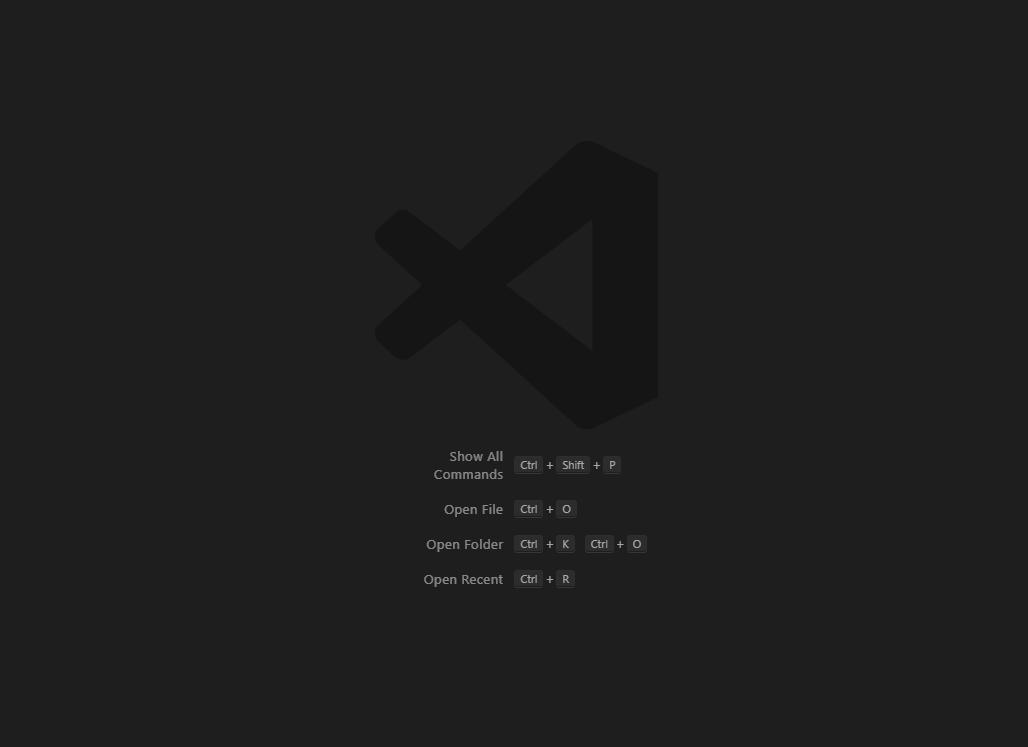 Show All
Commands Ctrl + Shift + P
Open File Ctrl + O
Open Folder Ctrl + K Ctrl + O
Open Recent Ctrl + R